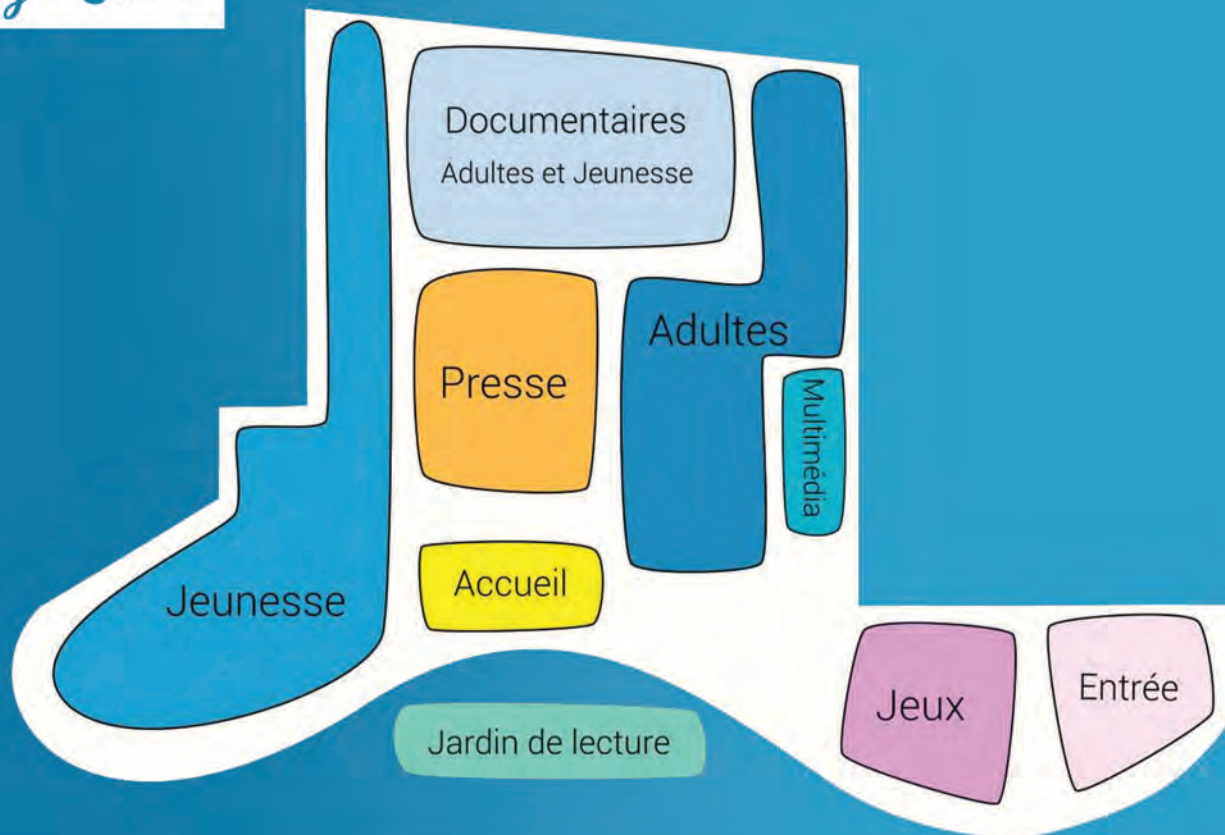 Documentaires
Adultes et Jeunesse
Presse
Adultes
Multimédia
Accueil
Jeunesse
Jeux
Entrée
Jardin de lecture